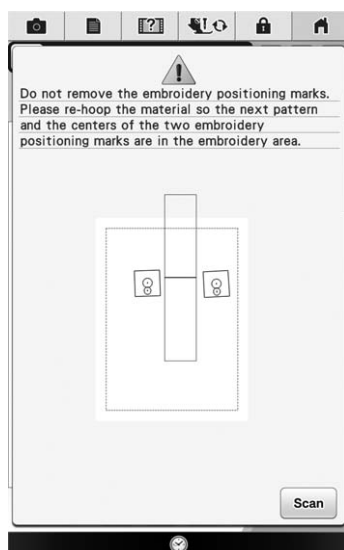 Do not remove the embroidery positioning marks.
Please re-hoop the material so the next pattern
and the centers of the two embroidery
positioning marks are in the embroidery area.
Scan